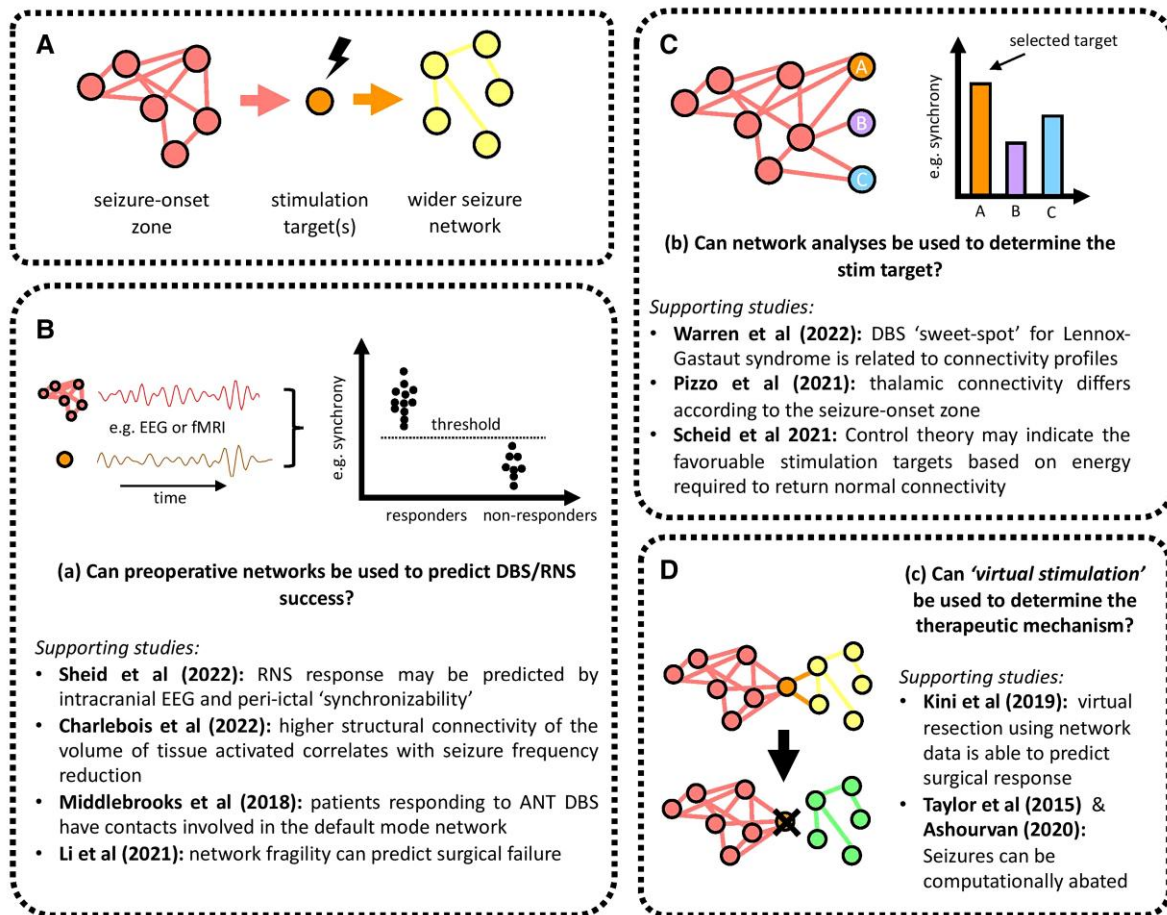 A
seizure-onset
zone
stimulation
target(s)
wider seizure
network
B
e.g. EEG or fMRI
time
e.g. synchrony
threshold
responders
non-responders
(a) Can preoperative networks be used to predict DBS/RNS
success?
Supporting studies:
• Sheid et al (2022): RNS response may be predicted by
intracranial EEG and peri-ictal ‘synchronizability’
• Charlebois et al (2022): higher structural connectivity of the
volume of tissue activated correlates with seizure frequency
reduction
• Middlebrooks et al (2018): patients responding to ANT DBS
have contacts involved in the default mode network
• Li et al (2021): network fragility can predict surgical failure
C
A
B
C
selected target
e.g. synchrony
A B C
(b) Can network analyses be used to determine the
stim target?
Supporting studies:
• Warren et al (2022): DBS ‘sweet-spot’ for Lennox-
Gastaut syndrome is related to connectivity profiles
• Pizzo et al (2021): thalamic connectivity differs
according to the seizure-onset zone
• Scheid et al 2021: Control theory may indicate the
favouruable stimulation targets based on energy
required to return normal connectivity
D
(c) Can ‘virtual stimulation’
be used to determine the
therapeutic mechanism?
Supporting studies:
• Kini et al (2019): virtual
resection using network
data is able to predict
surgical response
• Taylor et al (2015) &
Ashourvan (2020):
Seizures can be
computationally abated